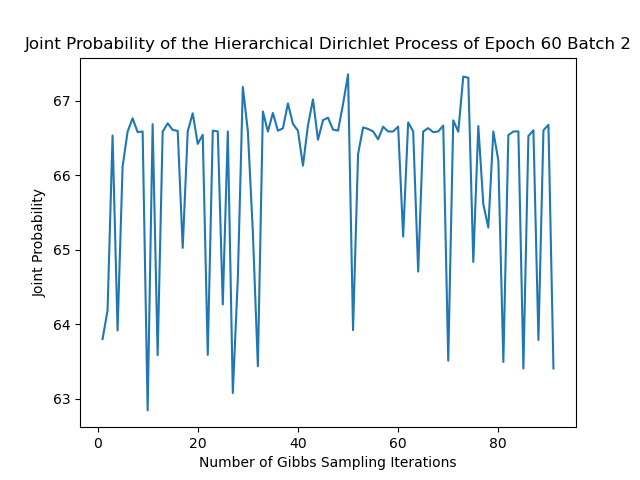 Joint Probability of the Hierarchical Dirichlet Process of Epoch 60 Batch 2
67
66
65
64
63
Joint Probability
0 20 40 60 80
Number of Gibbs Sampling Iterations